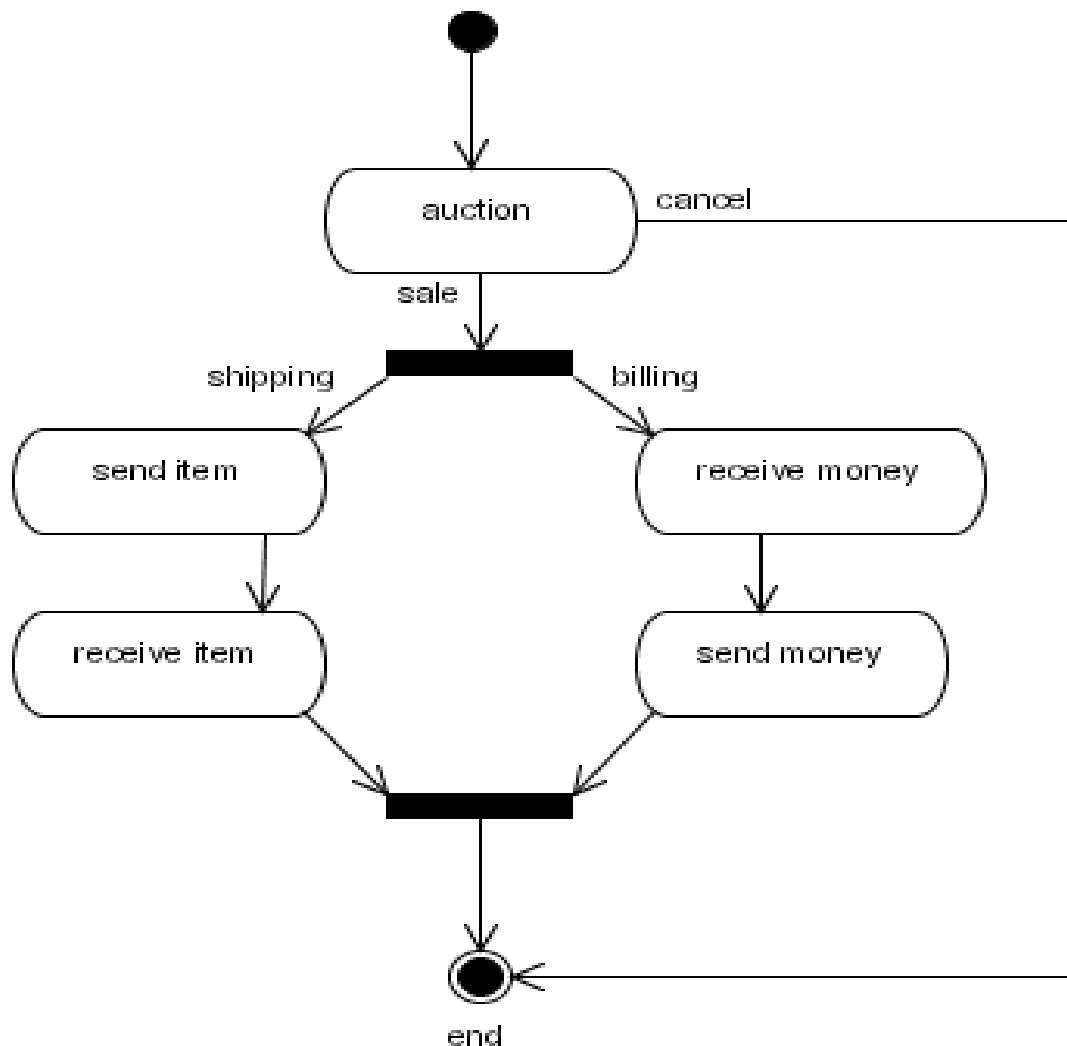 auction
cancel
sale
shipping
billing
send item
receive money
receive item
send money
end